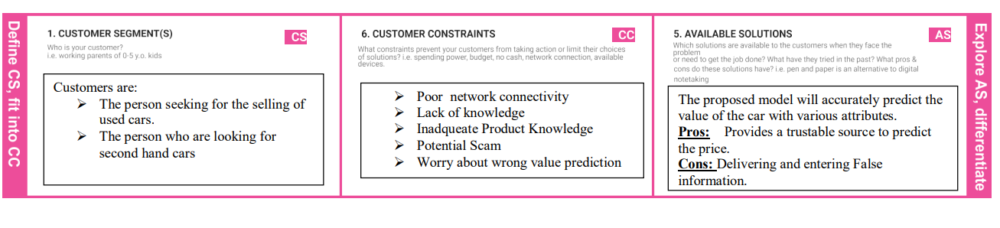 Define CS, fit into CC
1. CUSTOMER SEGMENT(S)
CS
Who is your customer?
i.e. working parents of 0-5 y.o. kids
Customers are:
➢ The person seeking for the selling of
used cars.
➢ The person who are looking for
second hand cars
6. CUSTOMER CONSTRAINTS
CC
What constraints prevent your customers from taking action or limit their choices
of solutions? i.e. spending power, budget, no cash, network connection, available
devices.
➢ Poor network connectivity
➢ Lack of knowledge
➢ Inadqueate Product Knowledge
➢ Potential Scam
➢ Worry about wrong value prediction
5. AVAILABLE SOLUTIONS
AS
Which solutions are available to the customers when they face the
problem
or need to get the job done? What have they tried in the past? What pros &
cons do these solutions have? i.e. pen and paper is an alternative to digital
notetaking
The proposed model will accurately predict the
value of the car with various attributes.
Pros: Provides a trustable source to predict
the price.
Cons: Delivering and entering False
information.
Explore AS, differentiate